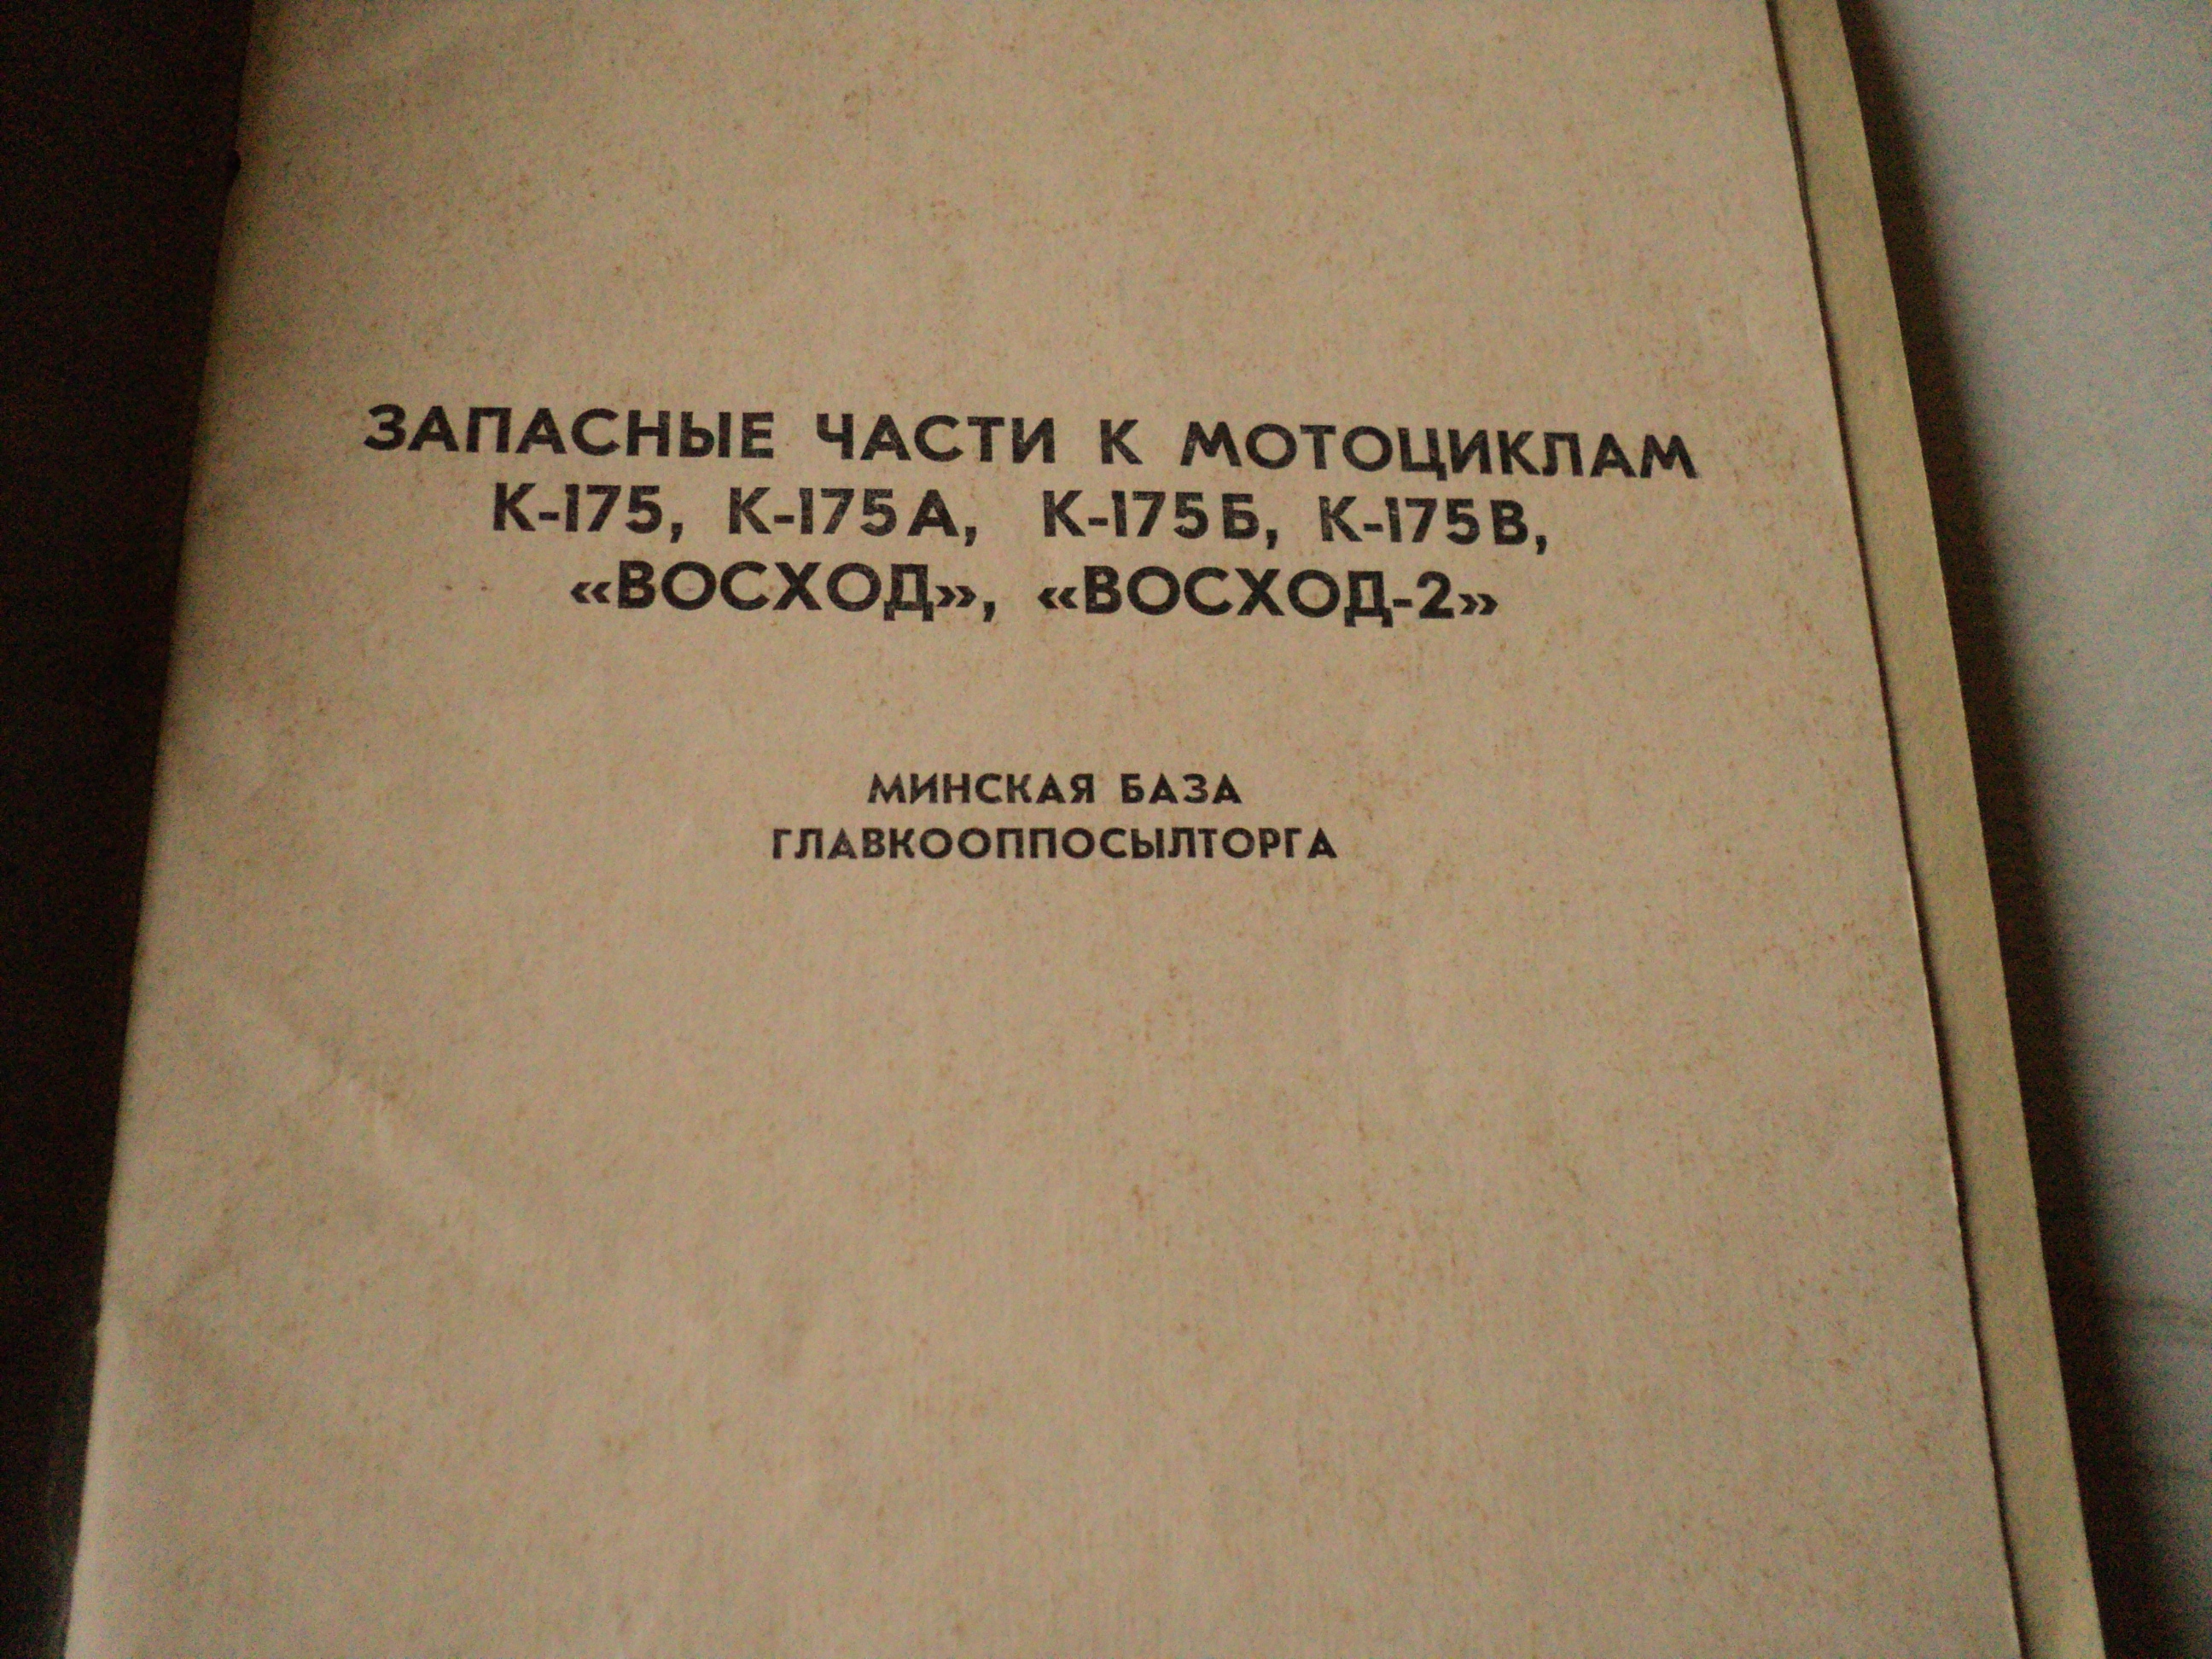 ЗАПАСНЫЕ ЧАСТИ К МОТОЦИКЛАМ
К-175, К-175А, К-175Б, К-175В,
«ВОСХОД», «ВОСХОД-2»
МИНСКАЯ БАЗА
ГЛАВКООППОСЫЛТОРГА